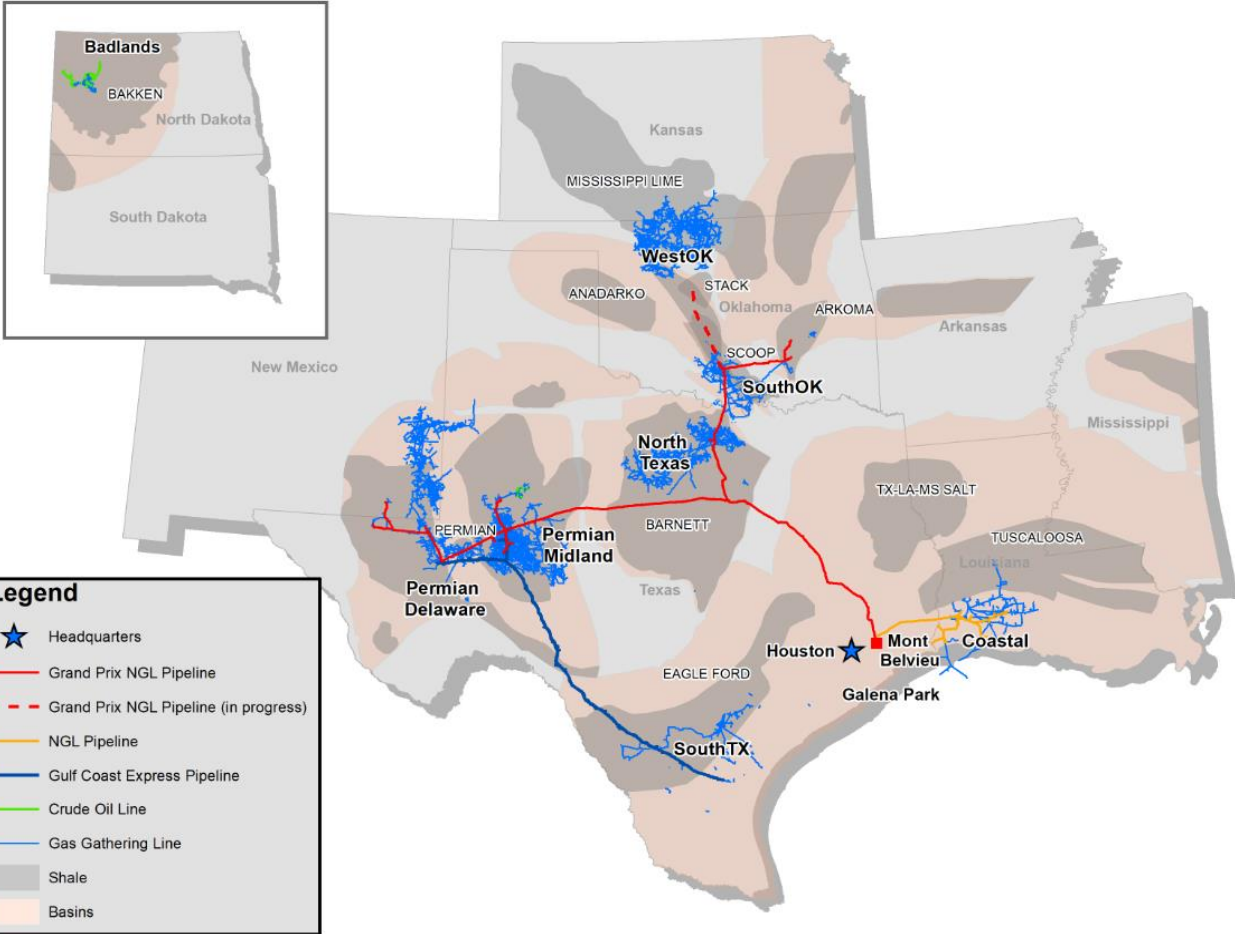 Badlands
BAKKEN
North Dakota
South Dakota
Kansas
MISSISSIPPI LIME
WestOK
STACK
ANADARKO
Oklahoma
ARKOMA
Arkansas
New Mexico
SCOOP
SouthOK
Mississippi
North
Texas
TX-LA-MS SALT
PERMIAN
BARNETT
Permian
Midland
TUSCALOOSA
Louisiana
Texas
Permian
Delaware
Houston
Mont
Belvieu
Coastal
EAGLE FORD
Galena Park
SouthTX
Legend
Headquarters
Grand Prix NGL Pipeline
Grand Prix NGL Pipeline (in progress)
NGL Pipeline
Gulf Coast Express Pipeline
Crude Oil Line
Gas Gathering Line
Shale
Basins